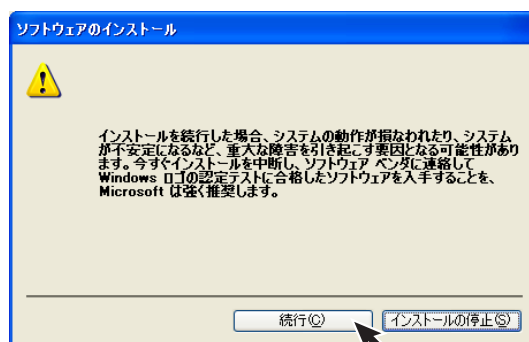 ソフトウェアのインストール
インストールを続行した場合、システムの動作が損なわれたり、システム
が不安定になるなど、重大な障害を引き起こす要因となる可能性があり
ます。今すぐインストールを中断し、ソフトウェア ベンダに連絡して
Windows ロゴの認定テストに合格したソフトウェアを入手することを、
Microsoft は強く推奨します。
続行(C) インストールの停止(S)